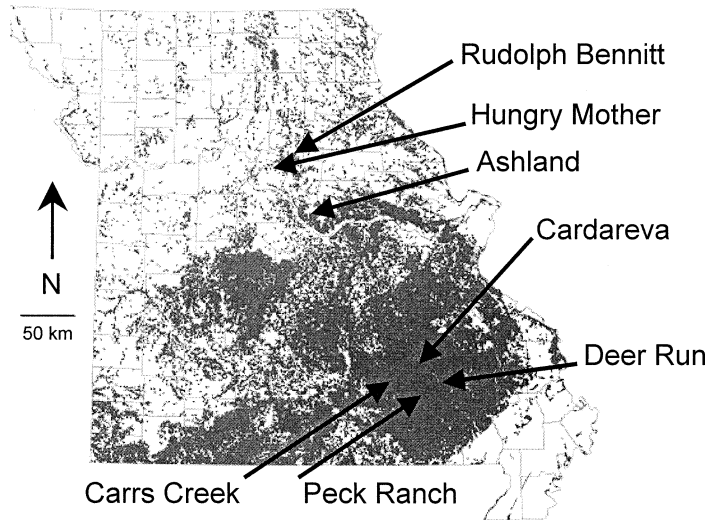 Rudolph Bennitt
Hungry Mother
Ashland
Cardareva
N
50 km
Deer Run
Carrs Creek
Peck Ranch